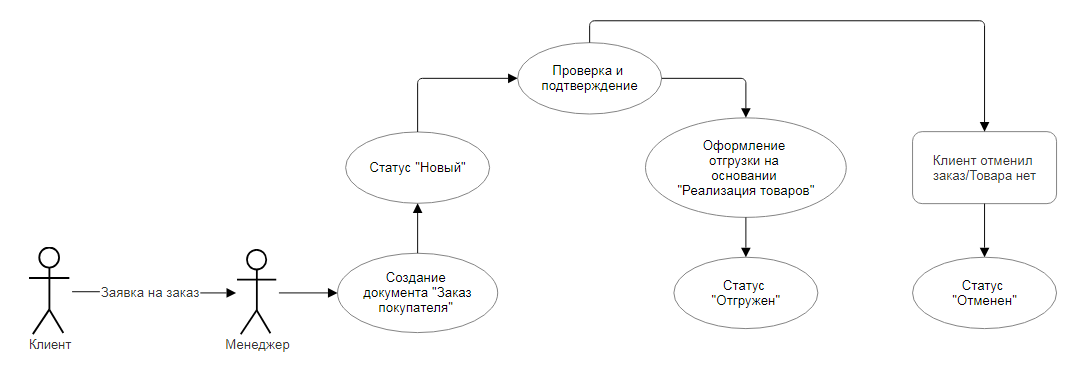 Проверка и
подтверждение
Статус "Новый"
Оформление
отгрузки на
основании
"Реализация товаров"
Клиент отменил
заказ/Товара нет
Заявка на заказ
Создание
документа "Заказ
покупателя"
Статус
"Отгружен"
Статус
"Отменен"
Клиент
Менеджер